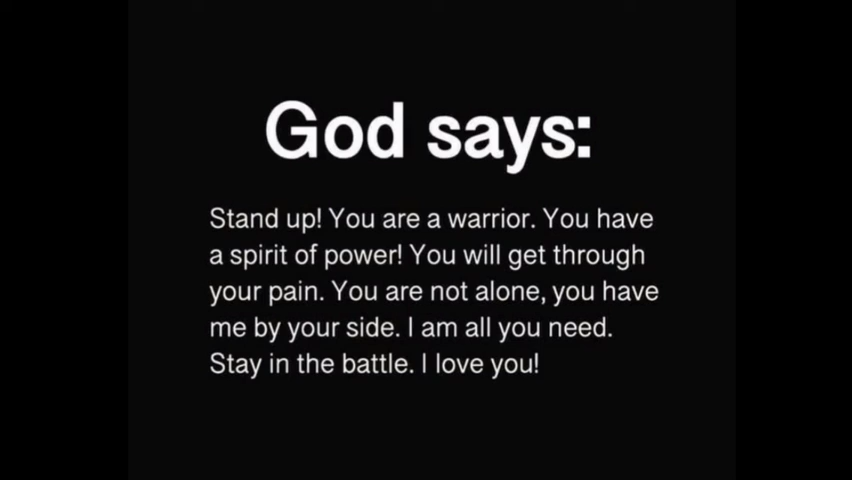 God says:
Stand up! You are a warrior. You have
a spirit of power! You will get through
your pain. You are not alone, you have
me by your side. I am all you need.
Stay in the battle. I love you!